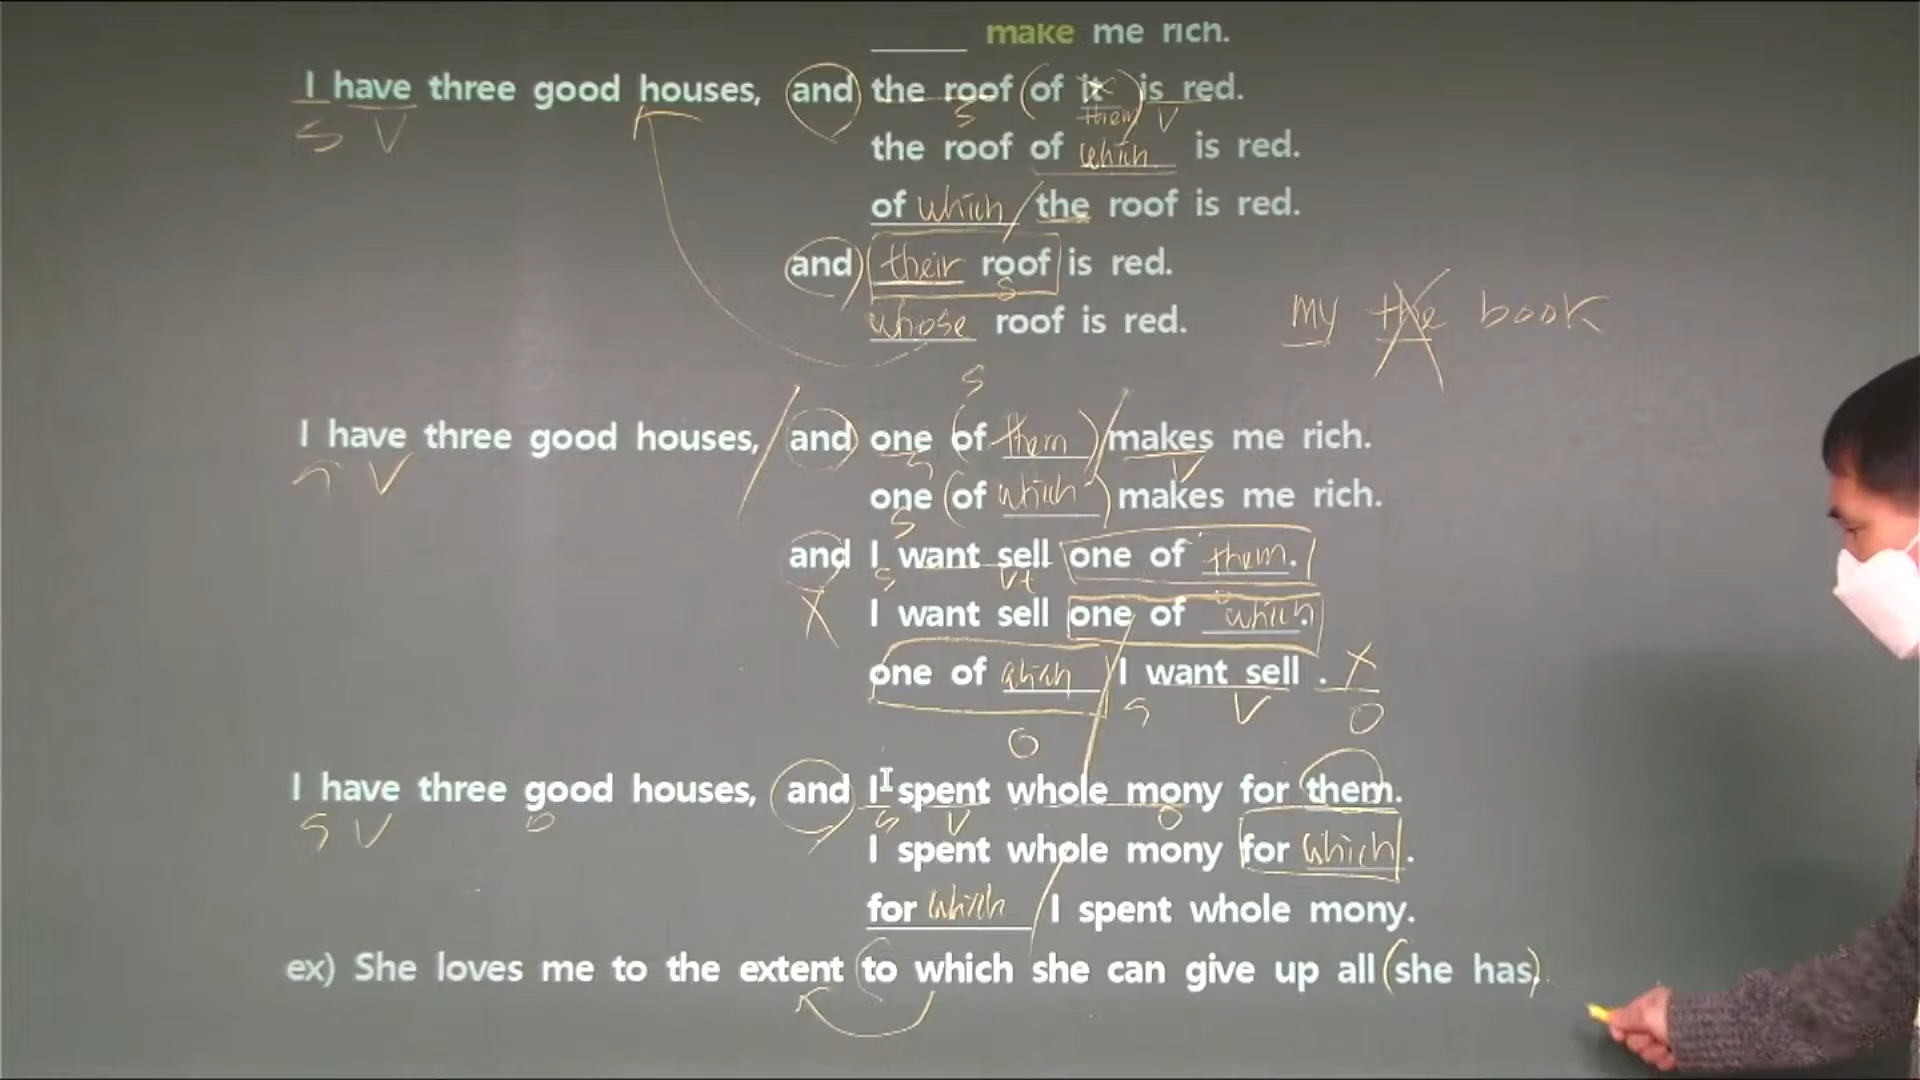 make me rich.
I have three good houses, and the roof of it is red.
S V S them V
the roof of which is red.
of which / the roof is red.
and their roof is red.
S
whose roof is red. my the book
S
I have three good houses, / and one of them / makes me rich.
S V S V
one of which makes me rich.
S
and I want sell one of them.
S Vt
X I want sell one of which.
one of which / I want sell . X
O S V O
I have three good houses, and I spent whole mony for them.
S V O S V O
I spent whole mony for which.
for which / I spent whole mony.
ex) She loves me to the extent (to which she can give up all (she has).